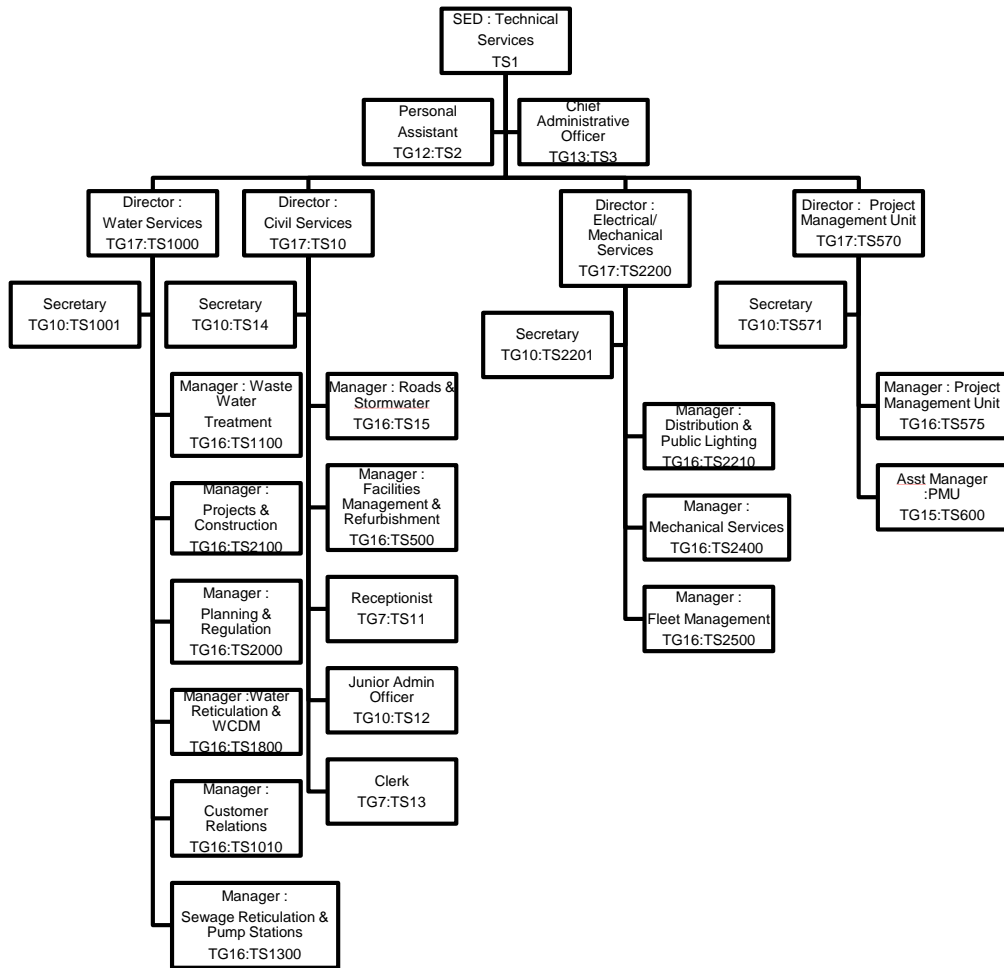 SED : Technical
Services
TS1
Personal
Assistant
TG12:TS2
Chief
Administrative
Officer
TG13:TS3
Director :
Water Services
TG17:TS1000
Director :
Civil Services
TG17:TS10
Director :
Electrical/
Mechanical
Services
TG17:TS2200
Director : Project
Management Unit
TG17:TS570
Secretary
TG10:TS1001
Secretary
TG10:TS14
Secretary
TG10:TS2201
Secretary
TG10:TS571
Manager : Waste
Water
Treatment
TG16:TS1100
Manager :
Projects &
Construction
TG16:TS2100
Manager :
Planning &
Regulation
TG16:TS2000
Manager :Water
Reticulation &
WCDM
TG16:TS1800
Manager :
Customer
Relations
TG16:TS1010
Manager :
Sewage Reticulation &
Pump Stations
TG16:TS1300
Manager : Roads &
Stormwater
TG16:TS15
Manager :
Facilities
Management &
Refurbishment
TG16:TS500
Receptionist
TG7:TS11
Junior Admin
Officer
TG10:TS12
Clerk
TG7:TS13
Manager :
Distribution &
Public Lighting
TG16:TS2210
Manager :
Mechanical Services
TG16:TS2400
Manager :
Fleet Management
TG16:TS2500
Manager : Project
Management Unit
TG16:TS575
Asst Manager
:PMU
TG15:TS600